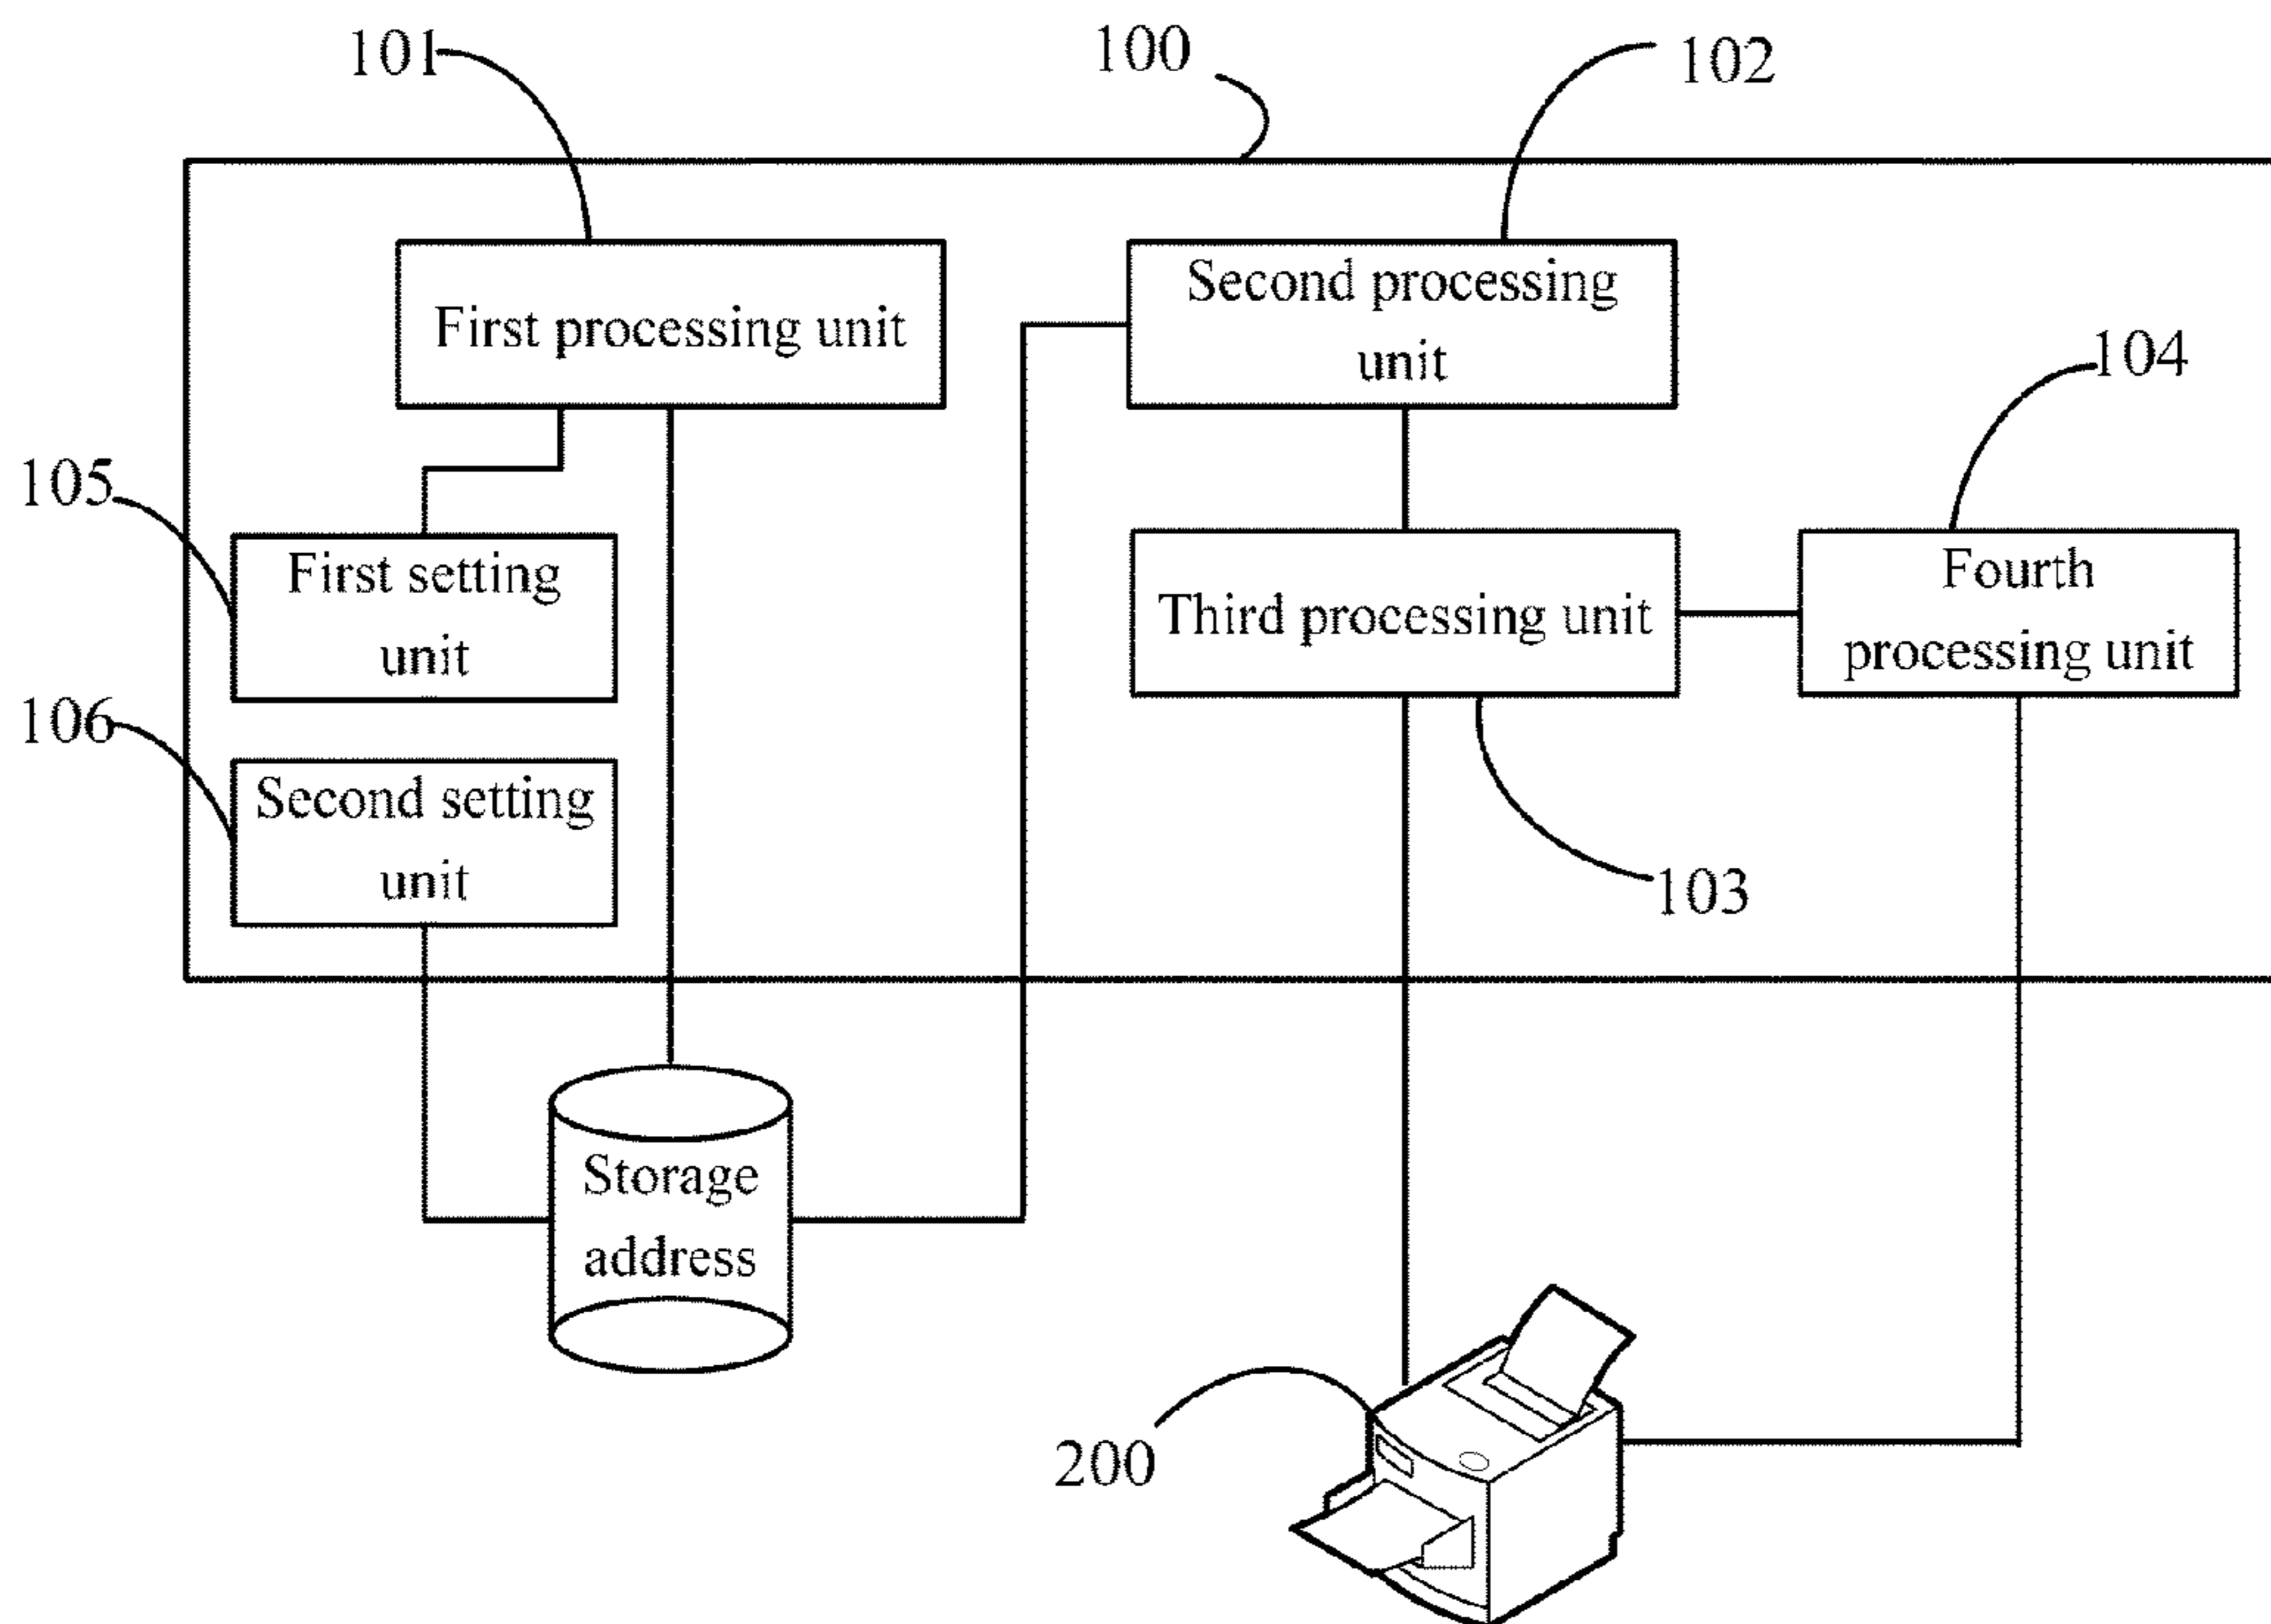 101
100
102
First processing unit
Second processing
unit
104
105
First setting
unit
Third processing unit
Fourth
processing unit
106
Second setting
unit
103
Storage
address
200